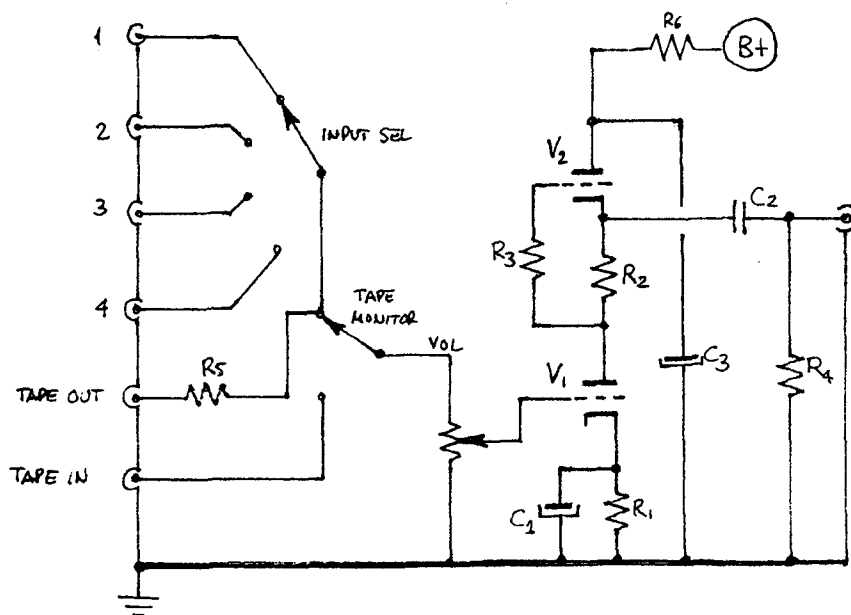 1
2
3
4
TAPE OUT
TAPE IN
INPUT SEL
TAPE
MONITOR
VOL
R5
R6
B+
V2
C2
R3
R2
V1
C3
R4
C1
R1